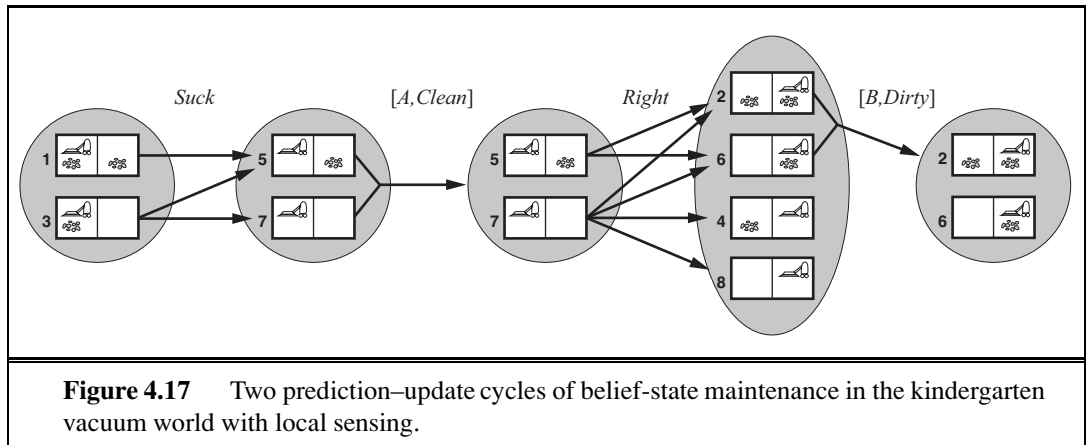 Suck
[A,Clean]
Right
[B,Dirty]
1
3
5
7
5
7
2
6
4
8
2
6
Figure 4.17 Two prediction–update cycles of belief-state maintenance in the kindergarten
vacuum world with local sensing.